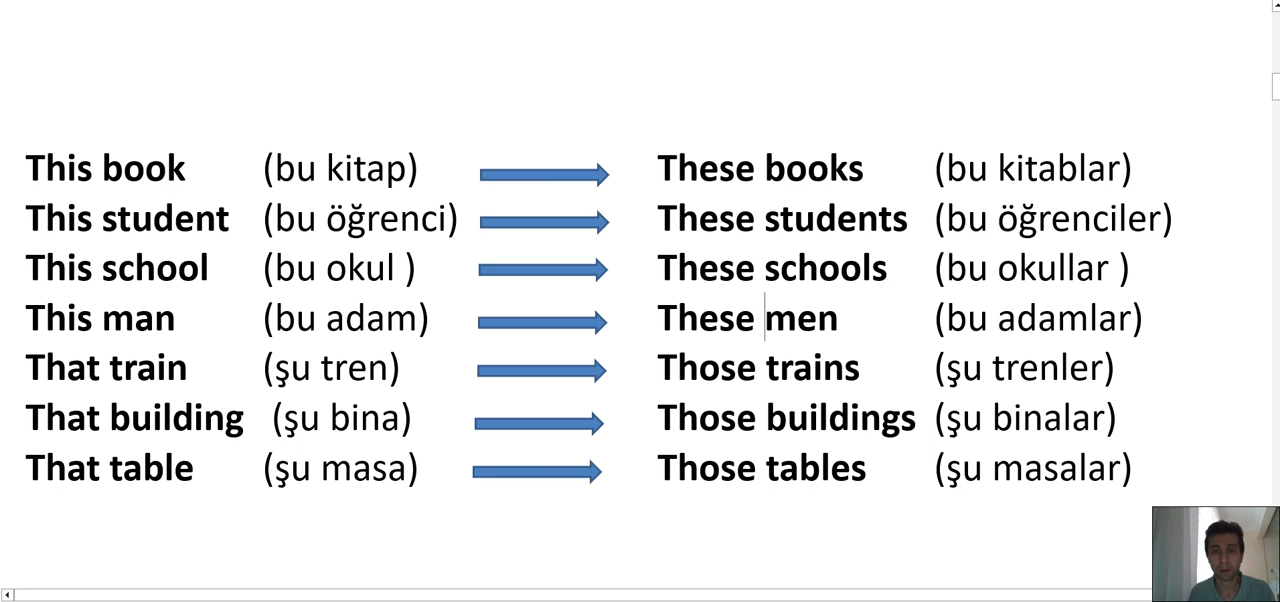 This book (bu kitap) These books (bu kitablar)
This student (bu öğrenci) These students (bu öğrenciler)
This school (bu okul ) These schools (bu okullar )
This man (bu adam) These men (bu adamlar)
That train (şu tren) Those trains (şu trenler)
That building (şu bina) Those buildings (şu binalar)
That table (şu masa) Those tables (şu masalar)